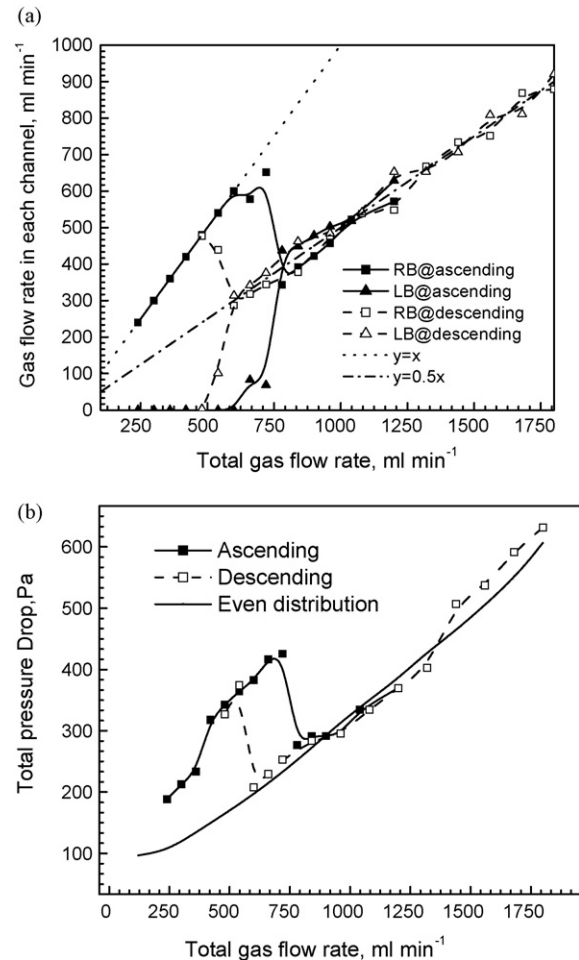 (a)
1000
900
800
700
600
500
400
300
200
100
0
Gas flow rate in each channel, ml min⁻¹
RB@ascending
LB@ascending
RB@descending
LB@descending
y=x
y=0.5x
250 500 750 1000 1250 1500 1750
Total gas flow rate, ml min⁻¹
(b)
600
500
400
300
200
100
Total pressure Drop,Pa
Ascending
Descending
Even distribution
0 250 500 750 1000 1250 1500 1750
Total gas flow rate, ml min⁻¹